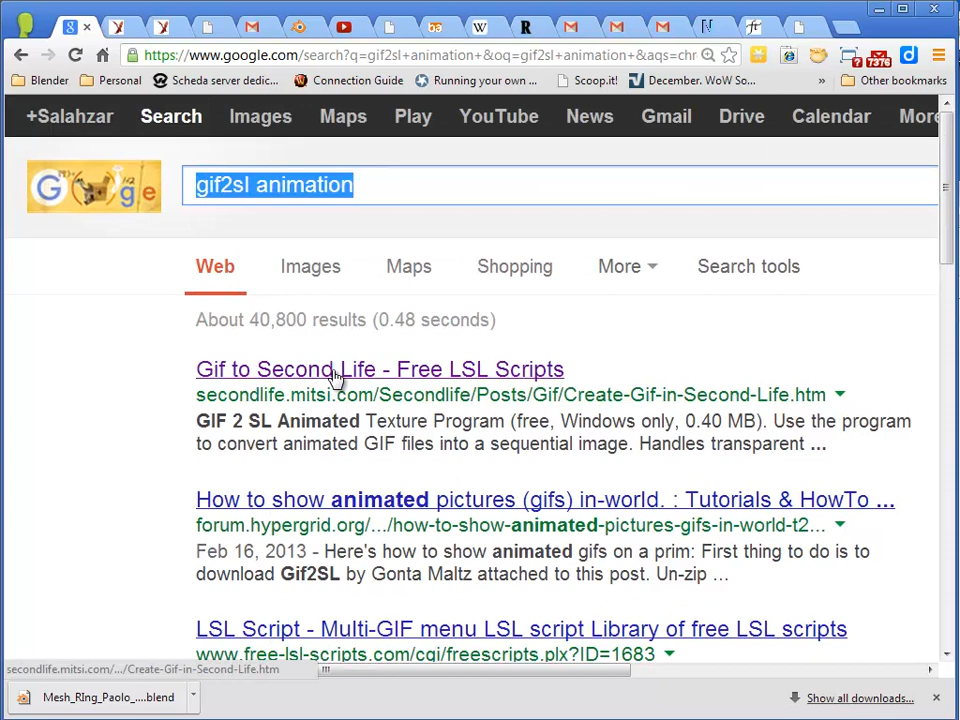 https://www.google.com/search?q=gif2sl+animation+&oq=gif2sl+animation+&aqs=chr
Blender
Personal
Scheda server dedic...
Connection Guide
Running your own ...
Scoop.it!
December. WoW So...
»
Other bookmarks
7376
+Salahzar
Search
Images
Maps
Play
YouTube
News
Gmail
Drive
Calendar
More
gif2sl animation
Web
Images
Maps
Shopping
More
Search tools
About 40,800 results (0.48 seconds)
Gif to Second Life - Free LSL Scripts
secondlife.mitsi.com/Secondlife/Posts/Gif/Create-Gif-in-Second-Life.htm
GIF 2 SL Animated Texture Program (free, Windows only, 0.40 MB). Use the program
to convert animated GIF files into a sequential image. Handles transparent ...
How to show animated pictures (gifs) in-world. : Tutorials & HowTo ...
forum.hypergrid.org/.../how-to-show-animated-pictures-gifs-in-world-t2...
Feb 16, 2013 - Here's how to show animated gifs on a prim: First thing to do is to
download Gif2SL by Gonta Maltz attached to this post. Un-zip ...
LSL Script - Multi-GIF menu LSL script Library of free LSL scripts
www.free-lsl-scripts.com/cgi/freescripts.plx?ID=1683
secondlife.mitsi.com/.../Create-Gif-in-Second-Life.htm
Mesh_RIng_Paolo_....blend
Show all downloads...